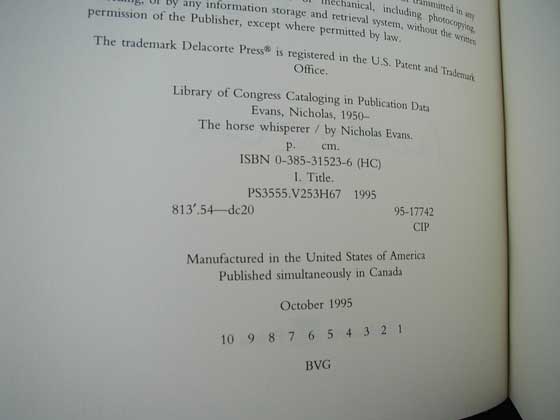 transmitted in any
mechanical, including photocopying,
or by any information storage and retrieval system, without the written
permission of the Publisher, except where permitted by law.
The trademark Delacorte Press® is registered in the U.S. Patent and Trademark
Office.
Library of Congress Cataloging in Publication Data
Evans, Nicholas, 1950–
The horse whisperer / by Nicholas Evans.
p. cm.
ISBN 0-385-31523-6 (HC)
I. Title.
PS3555.V253H67 1995
813′.54—dc20 95-17742
CIP
Manufactured in the United States of America
Published simultaneously in Canada
October 1995
10 9 8 7 6 5 4 3 2 1
BVG